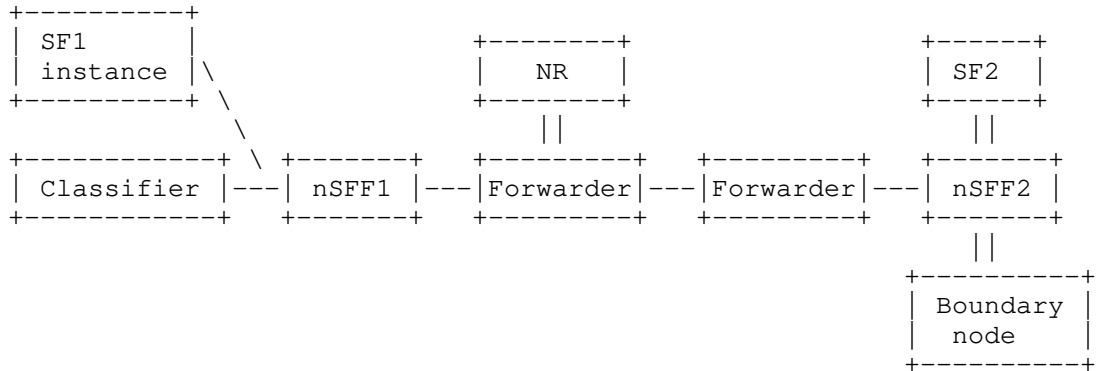 SF1
instance
NR
SF2
Classifier
nSFF1
Forwarder
Forwarder
nSFF2
Boundary
node